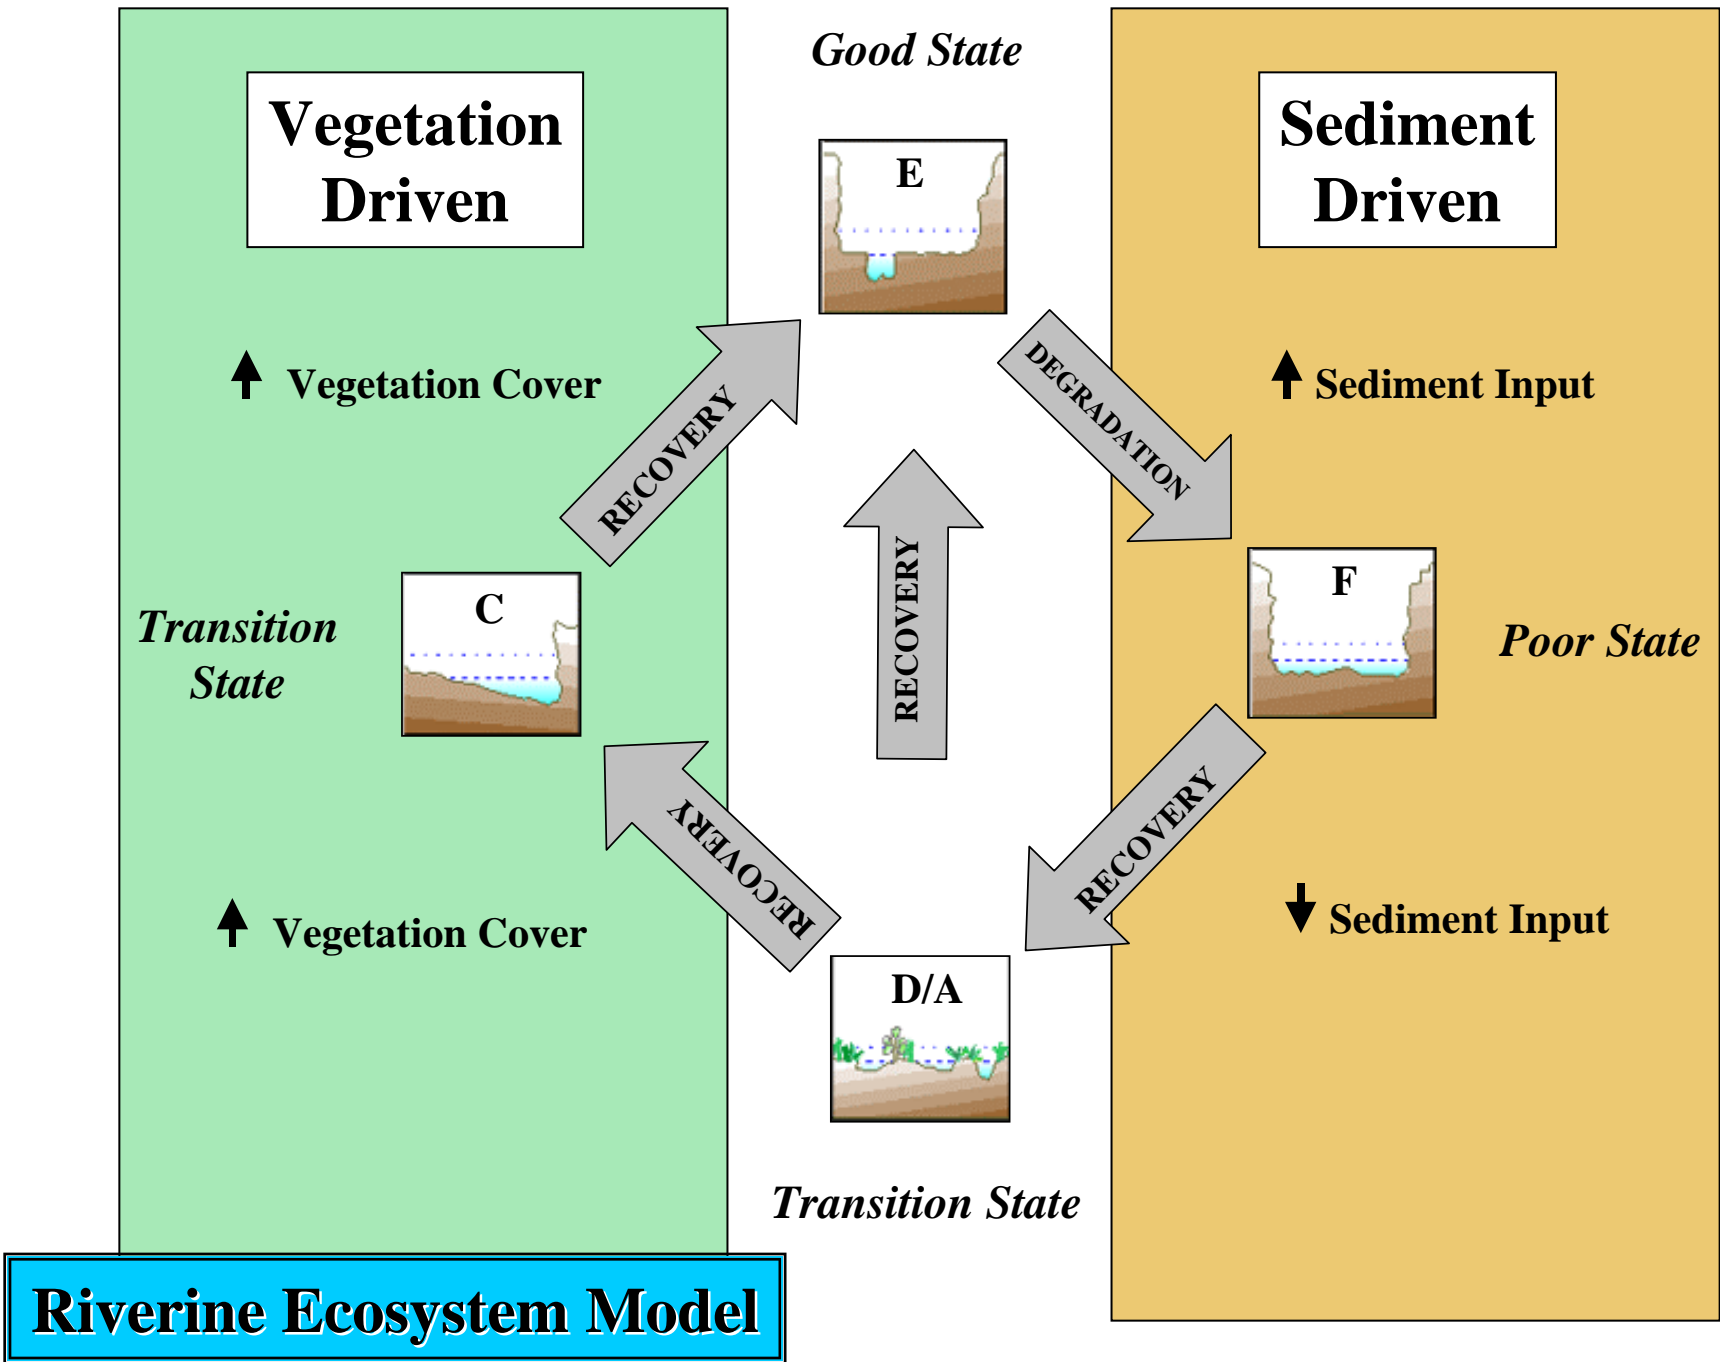 Good State
Vegetation
Driven
Sediment
Driven
E
Vegetation Cover
Sediment Input
RECOVERY
DEGRADATION
RECOVERY
C
F
Transition
State
Poor State
RECOVERY
RECOVERY
Vegetation Cover
Sediment Input
D/A
Transition State
Riverine Ecosystem Model